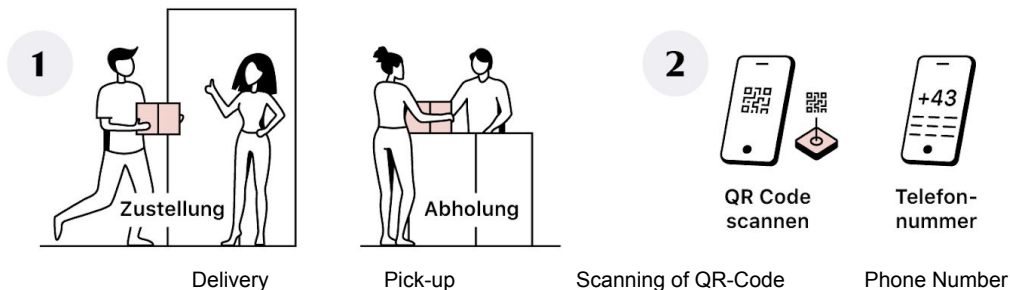 1
2
+43
Zustellung
Abholung
QR Code
scannen
Telefon-
nummer
Delivery
Pick-up
Scanning of QR-Code
Phone Number